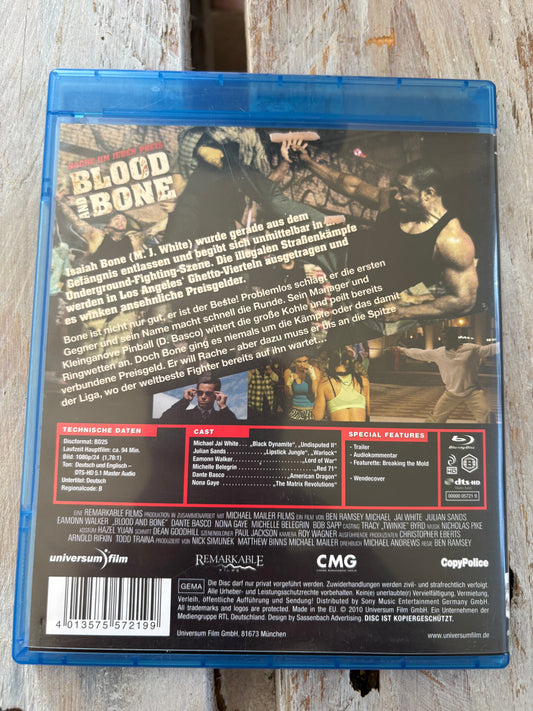 RACHE UM JEDEN PREIS
BLOOD
AND BONE
Isaiah Bone (M. J. White) wurde gerade aus dem
Gefängnis entlassen und begibt sich unmittelbar in die
Underground-Fighting-Szene. Die illegalen Straßenkämpfe
werden in Los Angeles' Ghetto-Vierteln ausgetragen und
es winken ansehnliche Preisgelder.
Bone ist nicht nur gut, er ist der Beste! Problemlos schlägt er die ersten
Gegner und sein Name macht schnell die Runde. Sein Manager und
Kleinganove Pinball (D. Basco) wittert die große Kohle und peilt bereits
Ringwetten an. Doch Bone ging es niemals um die Kämpfe oder das damit
verbundene Preisgeld. Er will Rache – aber dazu muss er bis an die Spitze
der Liga, wo der weltbeste Fighter bereits auf ihn wartet...
TECHNISCHE DATEN
Discformat: BD25
Laufzeit Hauptfilm: ca. 94 Min.
Bild: 1080p/24 (1,78:1)
Ton: Deutsch und Englisch –
DTS-HD 5.1 Master Audio
Untertitel: Deutsch
Regionalcode: B
CAST
Michael Jai White ... „Black Dynamite“, „Undisputed II“
Julian Sands ... „Lipstick Jungle“, „Warlock“
Eamonn Walker ... „Lord of War“
Michelle Belegrin ... „Red 71“
Dante Basco ... „American Dragon“
Nona Gaye ... „The Matrix Revolutions“
SPECIAL FEATURES
- Trailer
- Audiokommentar
- Featurette: Breaking the Mold
- Wendecover
Blu-ray
dts-HD
00000 05721 9
EINE REMARKABLE FILMS PRODUKTION IN ZUSAMMENARBEIT MIT MICHAEL MAILER FILMS EIN FILM VON BEN RAMSEY MICHAEL JAI WHITE JULIAN SANDS
EAMONN WALKER „BLOOD AND BONE“ DANTE BASCO NONA GAYE MICHELLE BELEGRIN BOB SAPP CASTING TRACY „TWINKIE“ BYRD MUSIK NICHOLAS PIKE
KOSTÜM HAZEL YUAN SCHNITT DEAN GOODHILL SZENENBILDNER PAUL JACKSON KAMERA ROY WAGNER AUSFÜHRENDE PRODUZENTEN CHRISTOPHER EBERTS
ARNOLD RIFKIN TODD TRAINA PRODUZIERT VON NICK SIMUNEK MATTHEW BINNS MICHAEL MAILER DREHBUCH MICHAEL ANDREWS REGIE BEN RAMSEY
universum film
REMARKABLE
FILMS
CMG
CopyPolice
4 013575 572199
GEMA
Die Disc darf nur privat vorgeführt werden. Zuwiderhandlungen werden zivil- und strafrechtlich verfolgt.
Alle Urheber- und Leistungsschutzrechte vorbehalten. Kein(e) unerlaubte(r) Vervielfältigung, Vermietung,
Verleih, öffentliche Aufführung und Sendung! Distributed by Sony Music Entertainment Germany GmbH.
All trademarks and logos are protected. Made in the EU. © 2010 Universum Film GmbH. Ein Unternehmen der
Mediengruppe RTL Deutschland. Design by Sassenbach Advertising. DISC IST KOPIERGESCHÜTZT.
Universum Film GmbH, 81673 München
www.universumfilm.de